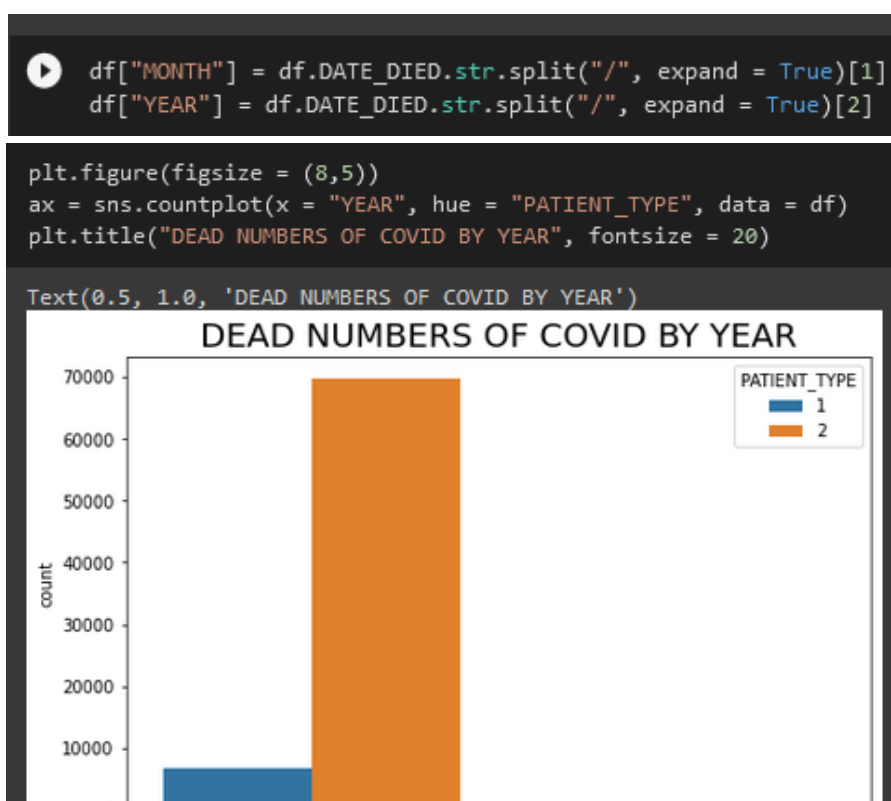 df["MONTH"] = df.DATE_DIED.str.split("/", expand = True)[1]
df["YEAR"] = df.DATE_DIED.str.split("/", expand = True)[2]
plt.figure(figsize = (8,5))
ax = sns.countplot(x = "YEAR", hue = "PATIENT_TYPE", data = df)
plt.title("DEAD NUMBERS OF COVID BY YEAR", fontsize = 20)
Text(0.5, 1.0, 'DEAD NUMBERS OF COVID BY YEAR')
DEAD NUMBERS OF COVID BY YEAR
PATIENT_TYPE
1
2
70000
60000
50000
40000
30000
20000
10000
count